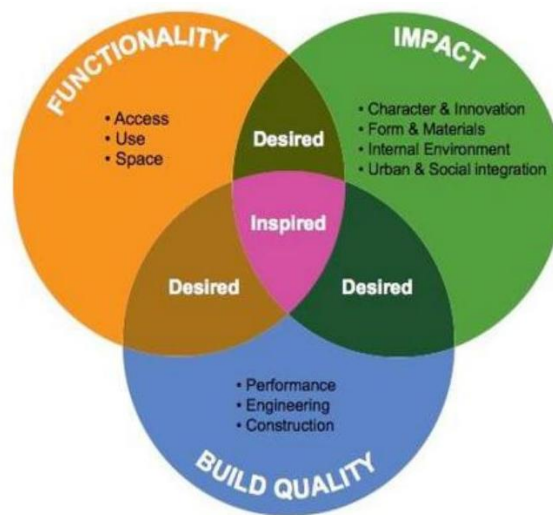 FUNCTIONALITY
• Access
• Use
• Space
IMPACT
• Character & Innovation
• Form & Materials
• Internal Environment
• Urban & Social integration
Desired
Inspired
Desired
Desired
• Performance
• Engineering
• Construction
BUILD QUALITY